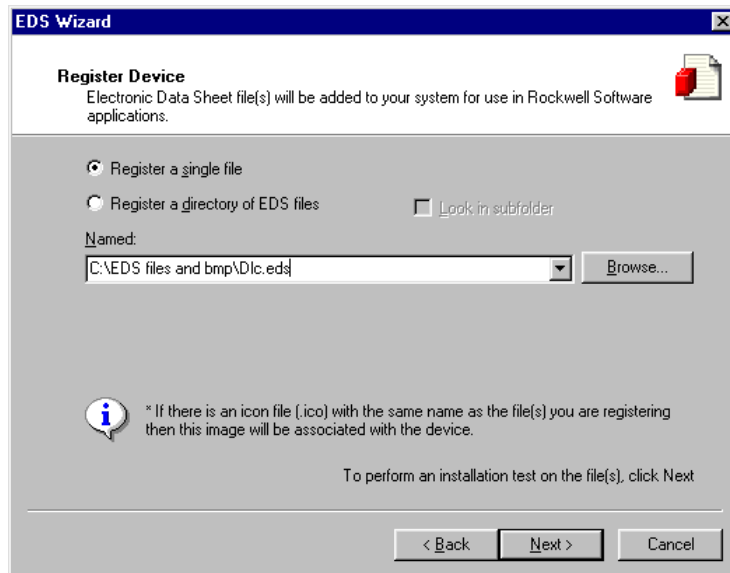 EDS Wizard
Register Device
Electronic Data Sheet file(s) will be added to your system for use in Rockwell Software
applications.
Register a single file
Register a directory of EDS files
Look in subfolder
Named:
C:\EDS files and bmp\Dlc.eds
Browse...
* If there is an icon file (.ico) with the same name as the file(s) you are registering
then this image will be associated with the device.
To perform an installation test on the file(s), click Next
< Back
Next >
Cancel